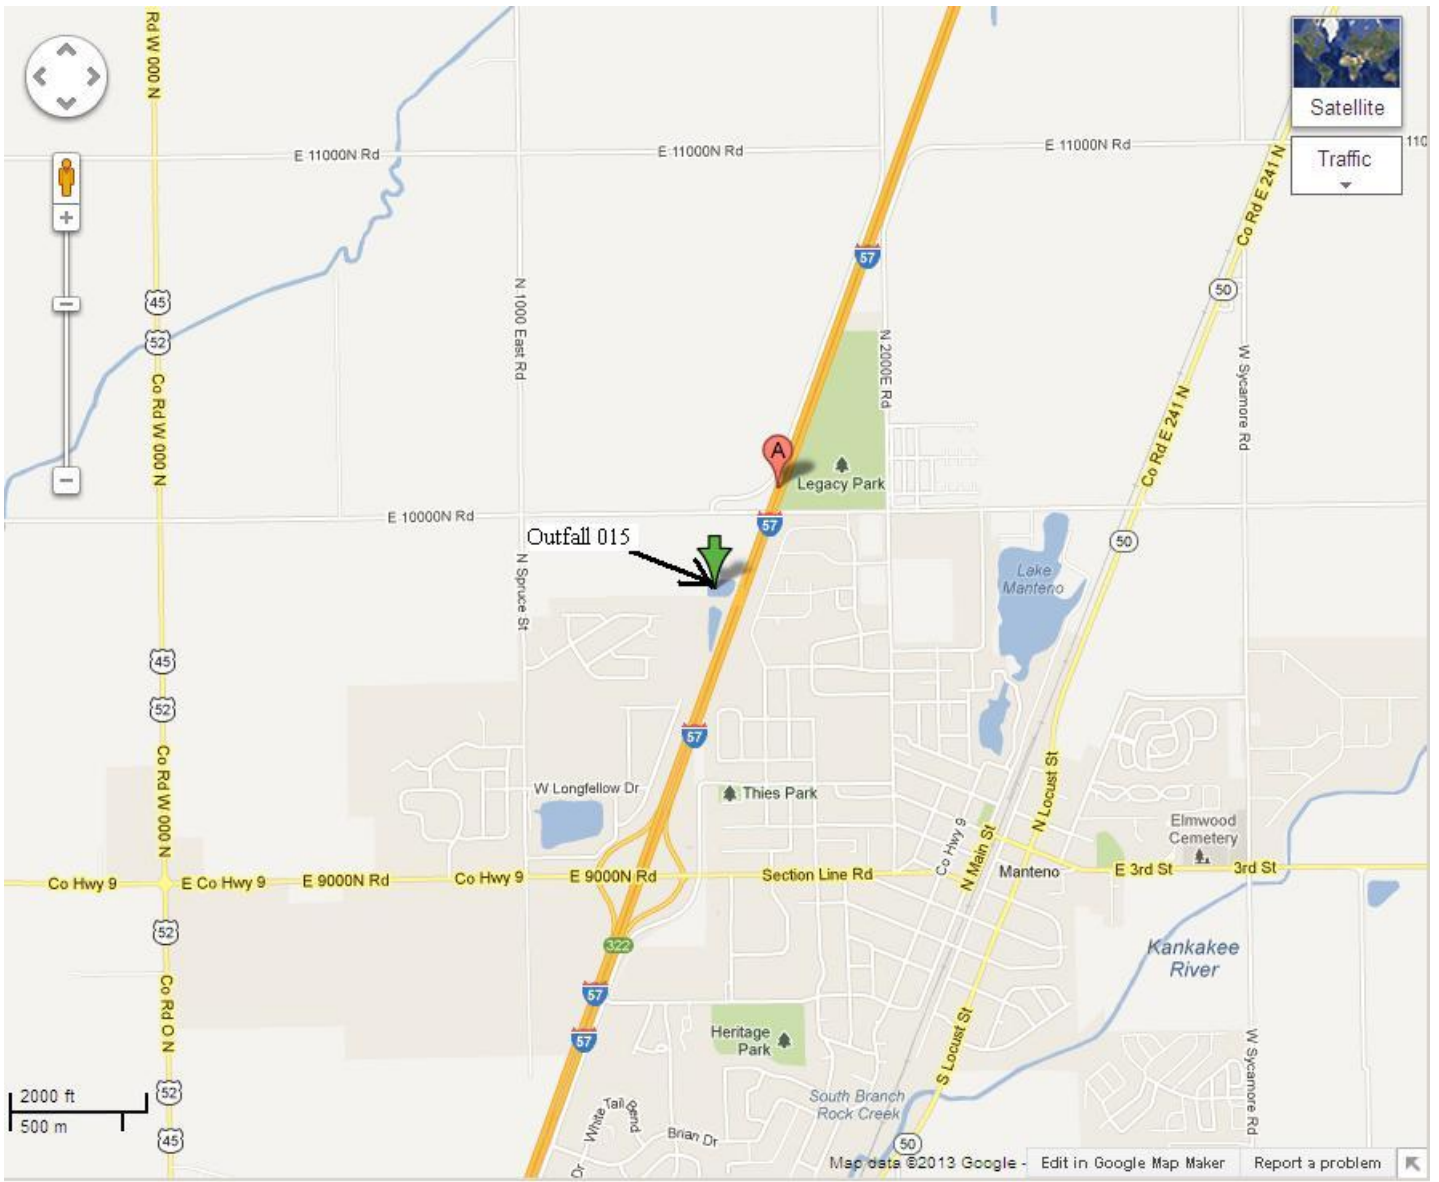 Rd W 000 N
Satellite
Traffic
E 11000N Rd
E 11000N Rd
E 11000N Rd
110
Co Rd E 241 N
57
50
45
52
N 1000 East Rd
N 2000E Rd
W Sycamore Rd
Co Rd W 000 N
Co Rd E 241 N
A
Legacy Park
E 10000N Rd
57
Outfall 015
50
N Spruce St
Lake
Manteno
45
52
57
Co Rd W 000 N
W Longfellow Dr
Thies Park
N Locust St
Elmwood
Cemetery
Co Hwy 9
N Main St
Co Hwy 9
E Co Hwy 9
E 9000N Rd
Co Hwy 9
E 9000N Rd
Section Line Rd
Manteno
E 3rd St
3rd St
52
322
Kankakee
River
57
Co Rd O N
57
Heritage
Park
S Locust St
W Sycamore Rd
2000 ft
500 m
52
45
White Tail Bend
Brian Dr
Dr
South Branch
Rock Creek
50
Map data ©2013 Google -
Edit in Google Map Maker
Report a problem